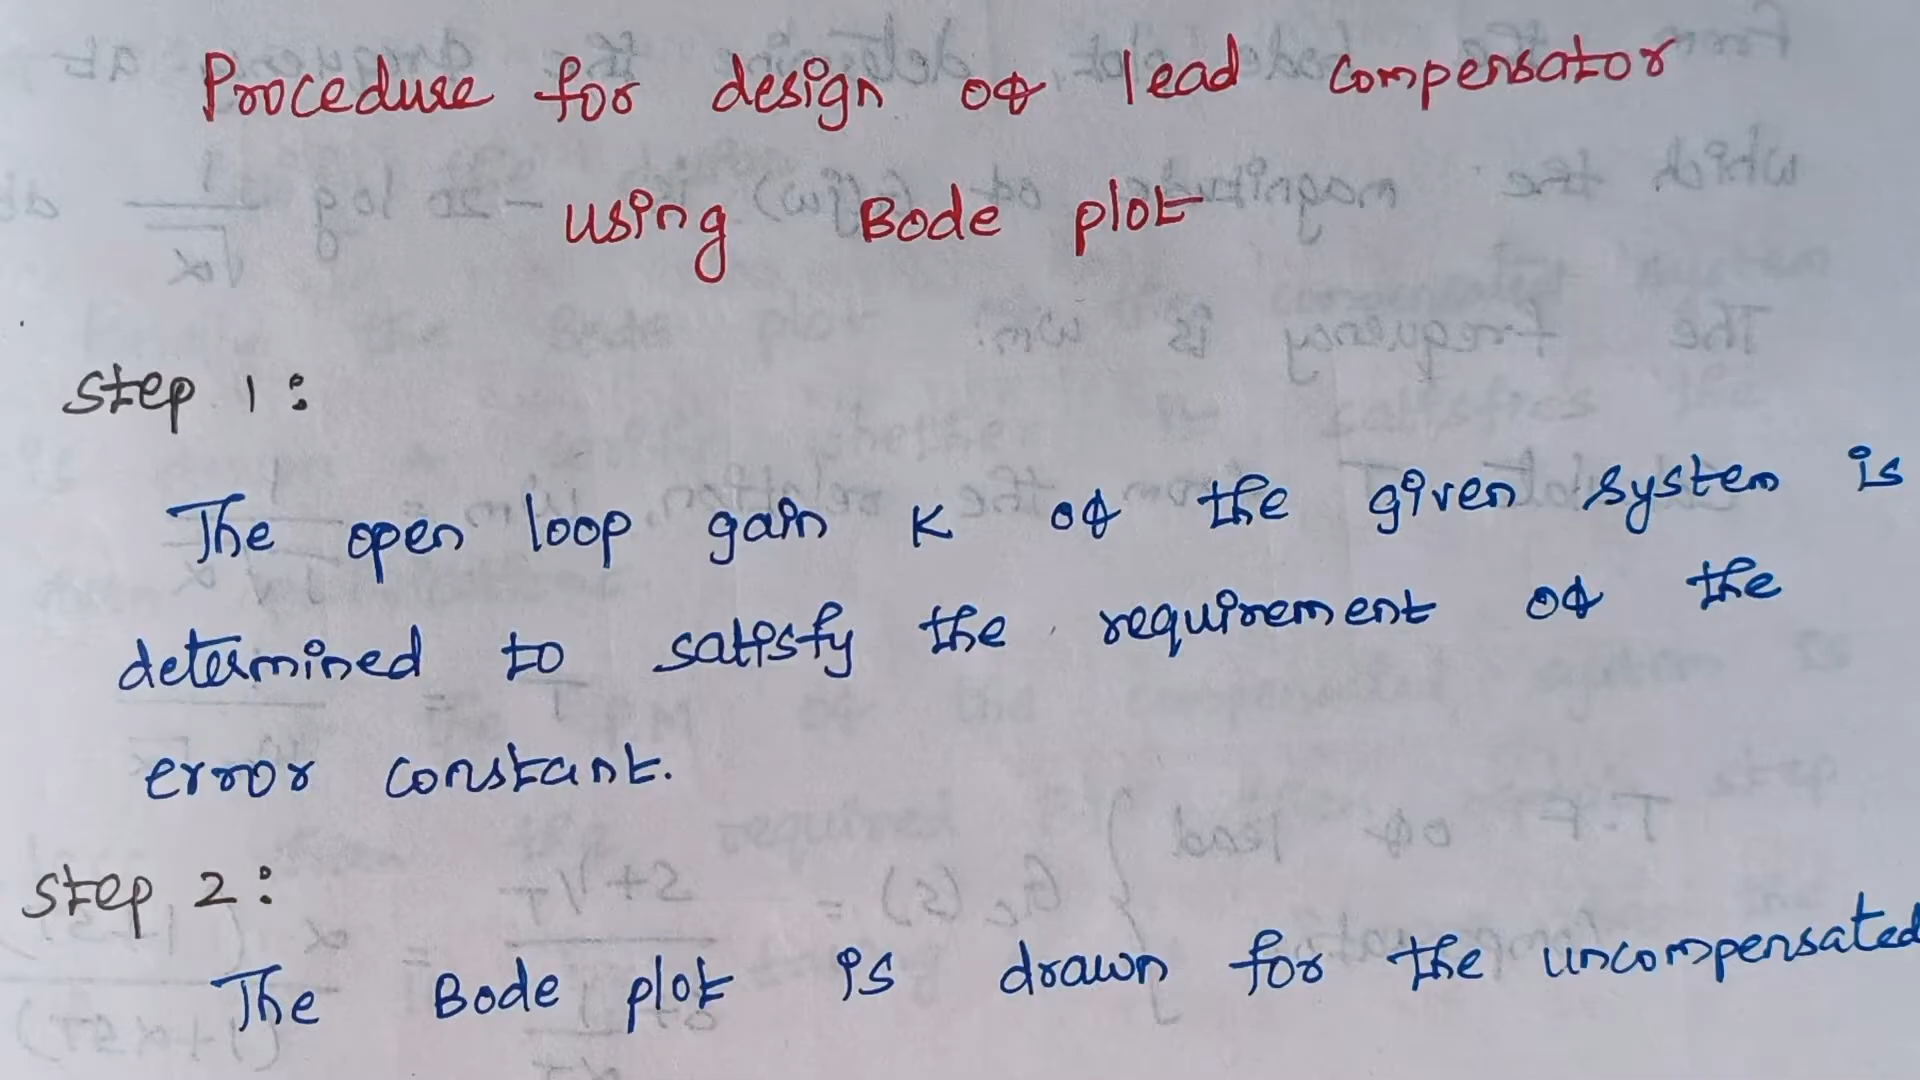 Procedure for design of lead compensator
using Bode plot
Step 1:
The open loop gain K of the given system is
determined to satisfy the requirement of the
error constant.
Step 2:
The Bode plot is drawn for the uncompensated